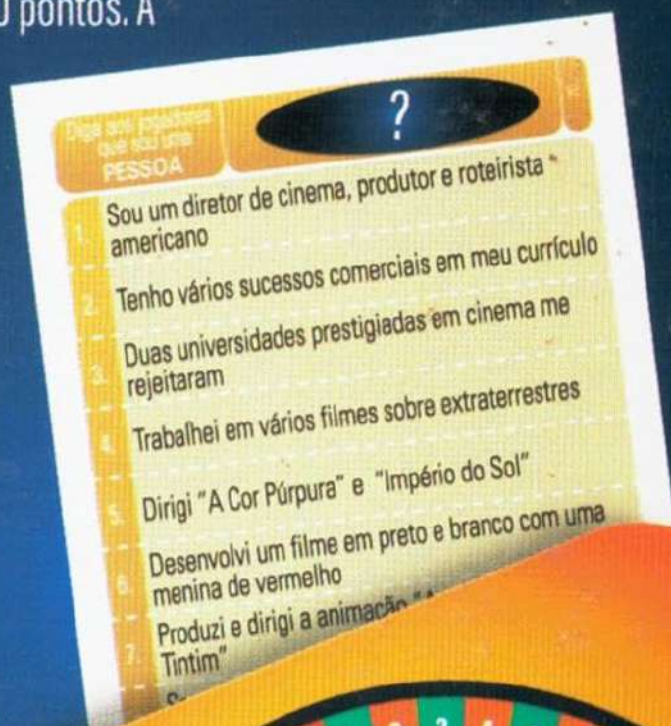 0 pontos. A
Diga aos jogadores
que sou uma
PESSOA
?
1. Sou um diretor de cinema, produtor e roteirista
americano
2. Tenho vários sucessos comerciais em meu currículo
3. Duas universidades prestigiadas em cinema me
rejeitaram
4. Trabalhei em vários filmes sobre extraterrestres
5. Dirigi "A Cor Púrpura" e "Império do Sol"
6. Desenvolvi um filme em preto e branco com uma
menina de vermelho
7. Produzi e dirigi a animação
Tintim"
3